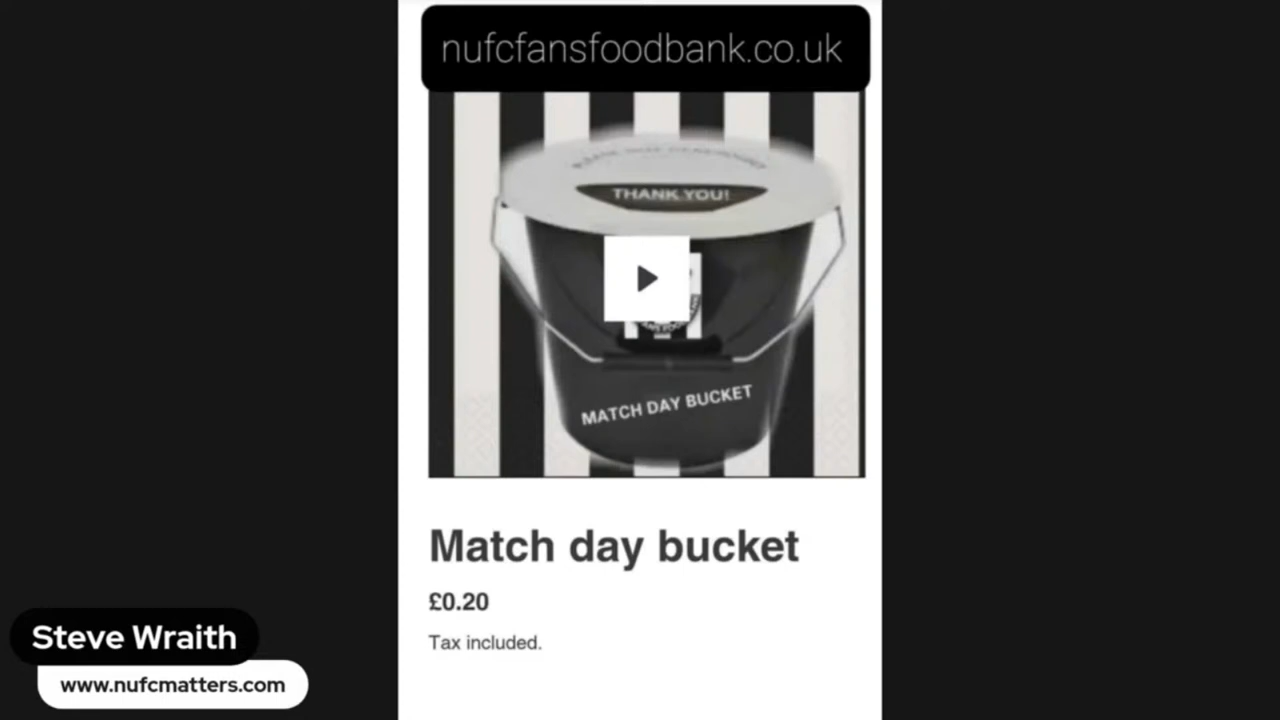 nufcfansfoodbank.co.uk
THANK YOU!
MATCH DAY BUCKET
Match day bucket
£0.20
Tax included.
Steve Wraith
www.nufcmatters.com